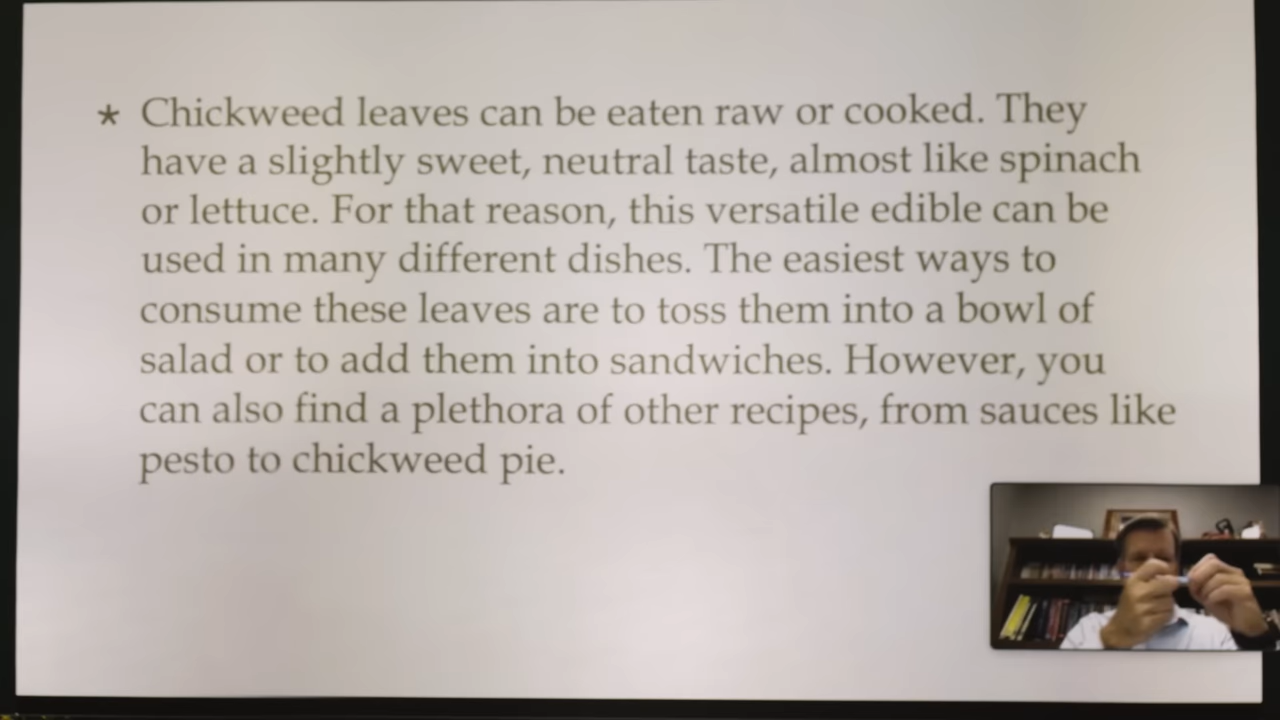 * Chickweed leaves can be eaten raw or cooked. They
have a slightly sweet, neutral taste, almost like spinach
or lettuce. For that reason, this versatile edible can be
used in many different dishes. The easiest ways to
consume these leaves are to toss them into a bowl of
salad or to add them into sandwiches. However, you
can also find a plethora of other recipes, from sauces like
pesto to chickweed pie.